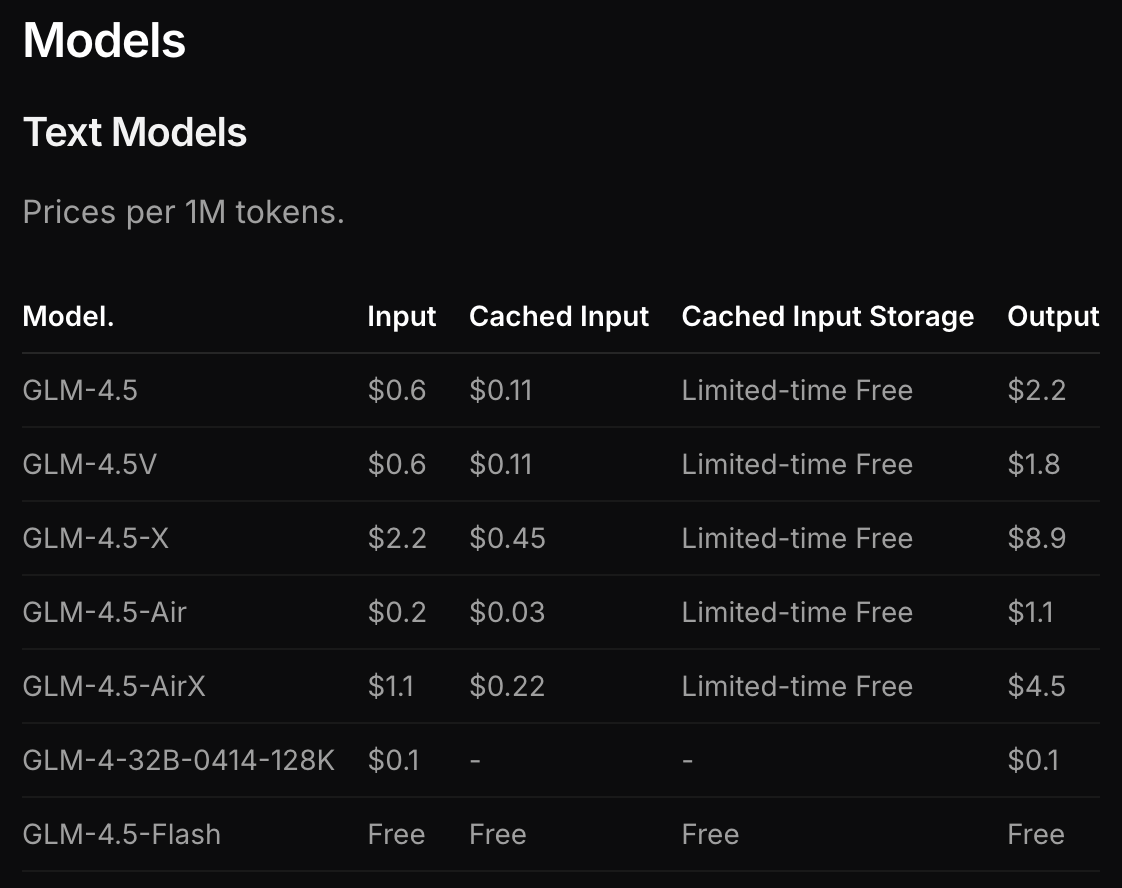 Models
Text Models
Prices per 1M tokens.
Model. Input Cached Input Cached Input Storage Output
GLM-4.5 $0.6 $0.11 Limited-time Free $2.2
GLM-4.5V $0.6 $0.11 Limited-time Free $1.8
GLM-4.5-X $2.2 $0.45 Limited-time Free $8.9
GLM-4.5-Air $0.2 $0.03 Limited-time Free $1.1
GLM-4.5-AirX $1.1 $0.22 Limited-time Free $4.5
GLM-4-32B-0414-128K $0.1 - - $0.1
GLM-4.5-Flash Free Free Free Free